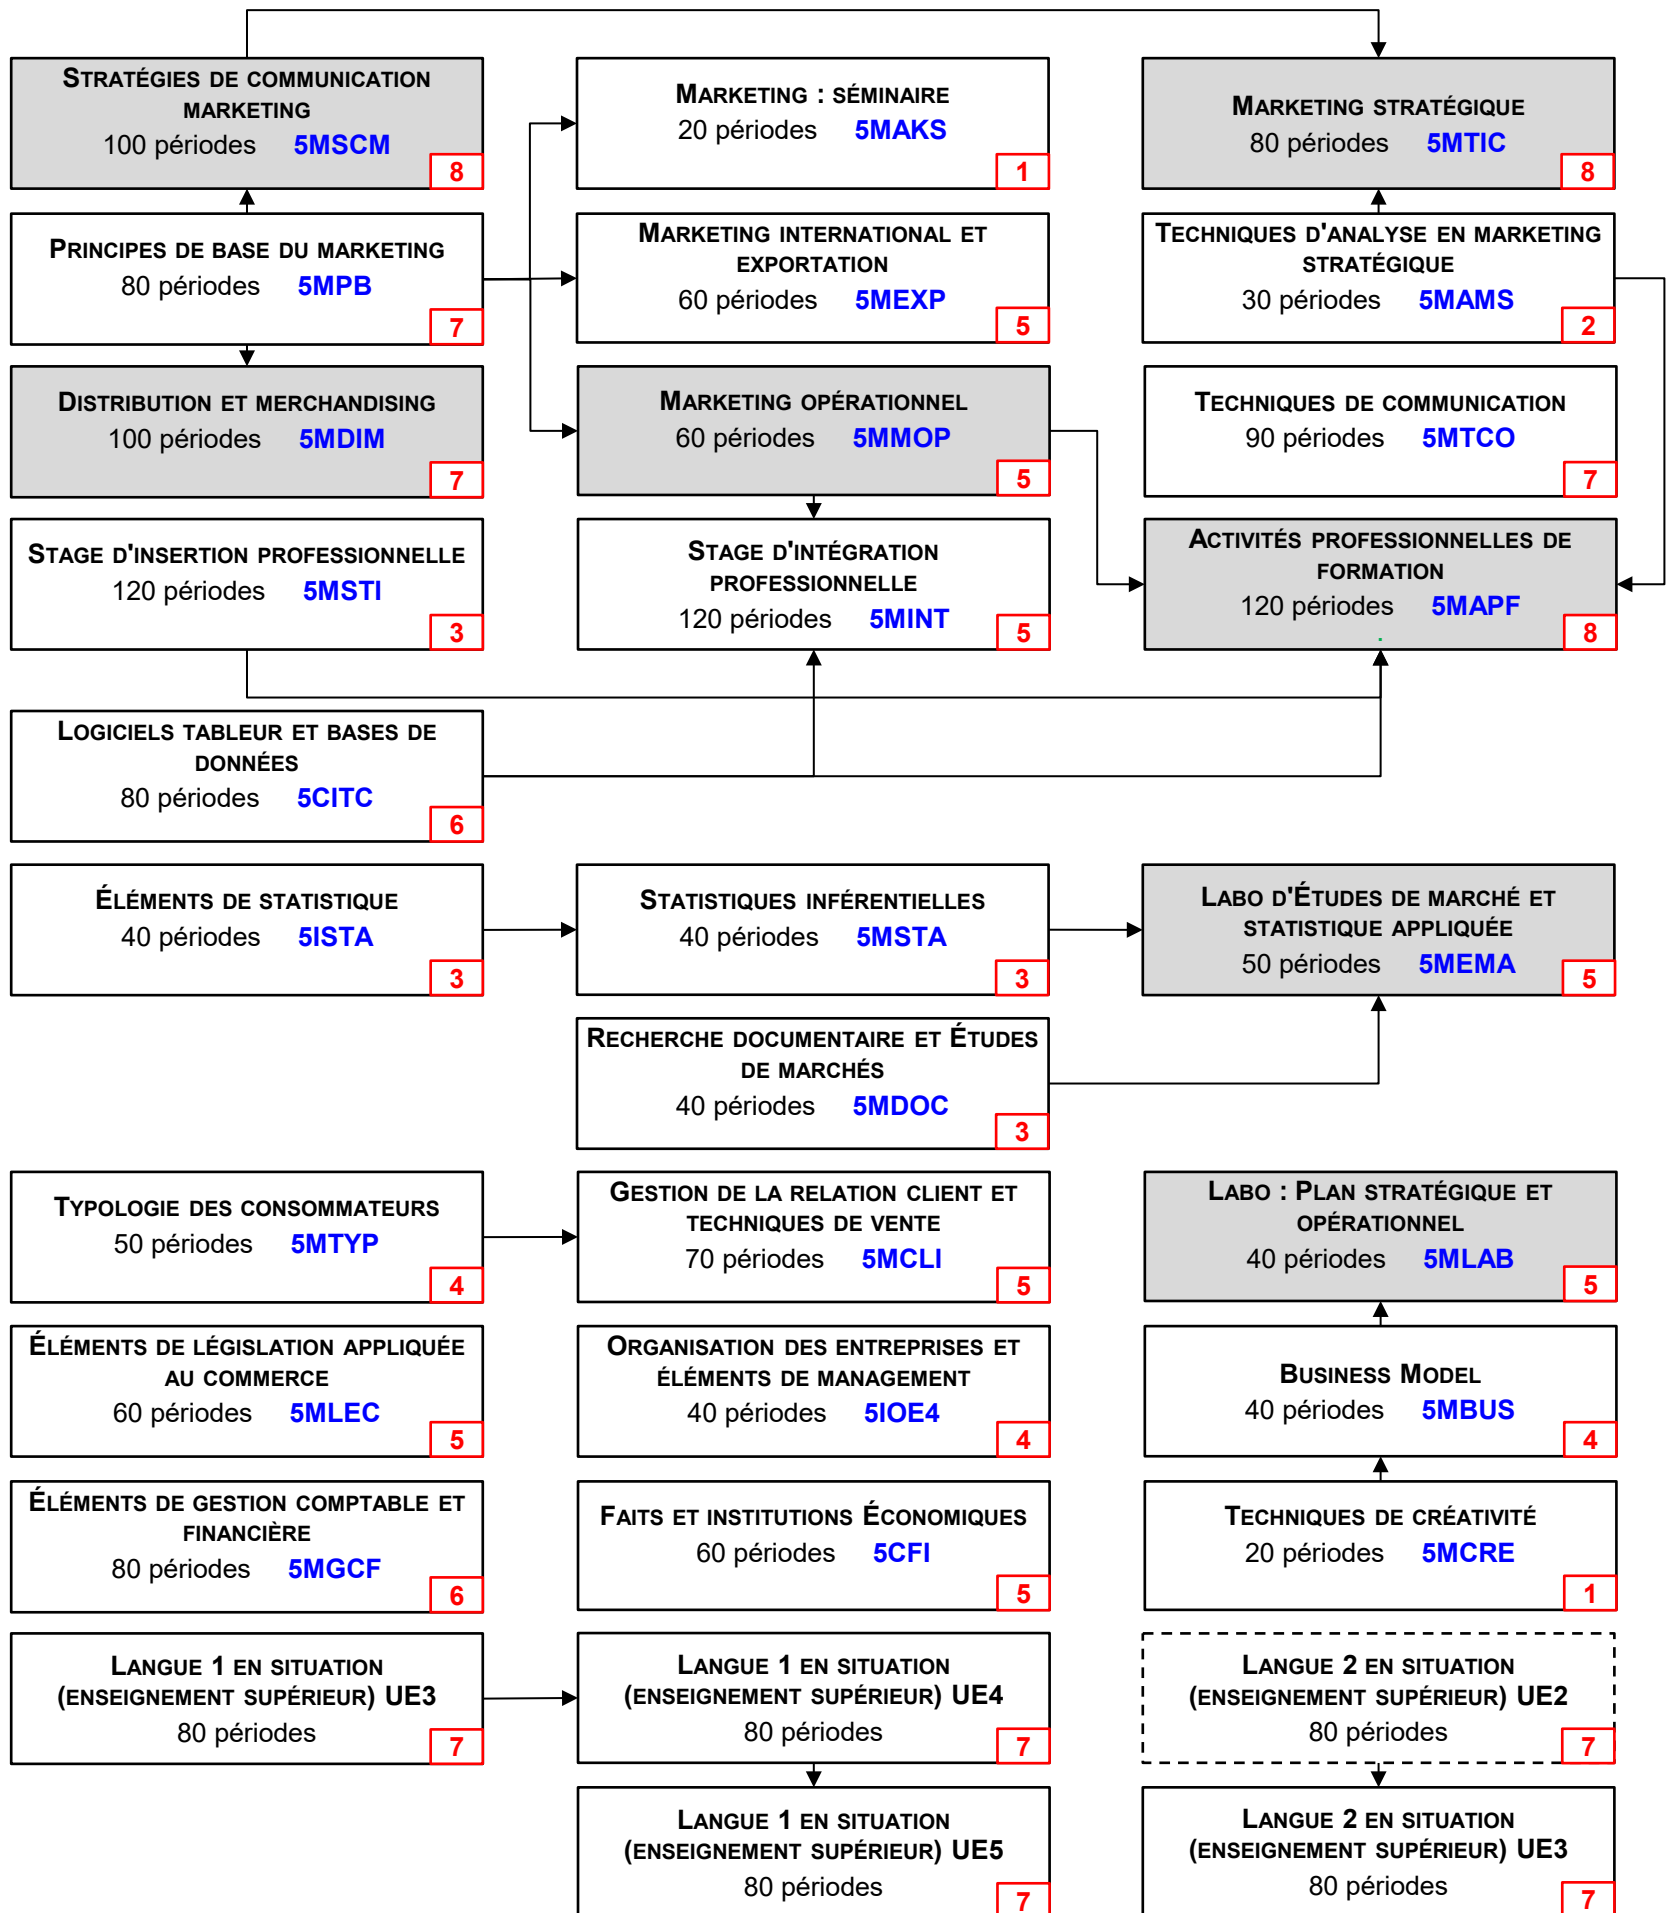 Stratégies de communication
marketing
100 périodes 5MSCM
8
Marketing : séminaire
20 périodes 5MAKS
1
Marketing stratégique
80 périodes 5MTIC
8
Principes de base du marketing
80 périodes 5MPB
7
Marketing international et
exportation
60 périodes 5MEXP
5
Techniques d'analyse en marketing
stratégique
30 périodes 5MAMS
2
Distribution et merchandising
100 périodes 5MDIM
7
Marketing opérationnel
60 périodes 5MMOP
5
Techniques de communication
90 périodes 5MTCO
7
Stage d'insertion professionnelle
120 périodes 5MSTI
3
Stage d'intégration
professionnelle
120 périodes 5MINT
5
Activités professionnelles de
formation
120 périodes 5MAPF
.
8
Logiciels tableur et bases de
données
80 périodes 5CITC
6
Éléments de statistique
40 périodes 5ISTA
3
Statistiques inférentielles
40 périodes 5MSTA
3
Labo d'Études de marché et
statistique appliquée
50 périodes 5MEMA
5
Recherche documentaire et Études
de marchés
40 périodes 5MDOC
3
Typologie des consommateurs
50 périodes 5MTYP
4
Gestion de la relation client et
techniques de vente
70 périodes 5MCLI
5
Labo : Plan stratégique et
opérationnel
40 périodes 5MLAB
5
Éléments de législation appliquée
au commerce
60 périodes 5MLEC
5
Organisation des entreprises et
éléments de management
40 périodes 5IOE4
4
Business Model
40 périodes 5MBUS
4
Éléments de gestion comptable et
financière
80 périodes 5MGCF
6
Faits et institutions Économiques
60 périodes 5CFI
5
Techniques de créativité
20 périodes 5MCRE
1
Langue 1 en situation
(enseignement supérieur) UE3
80 périodes
7
Langue 1 en situation
(enseignement supérieur) UE4
80 périodes
7
Langue 2 en situation
(enseignement supérieur) UE2
80 périodes
7
Langue 1 en situation
(enseignement supérieur) UE5
80 périodes
7
Langue 2 en situation
(enseignement supérieur) UE3
80 périodes
7